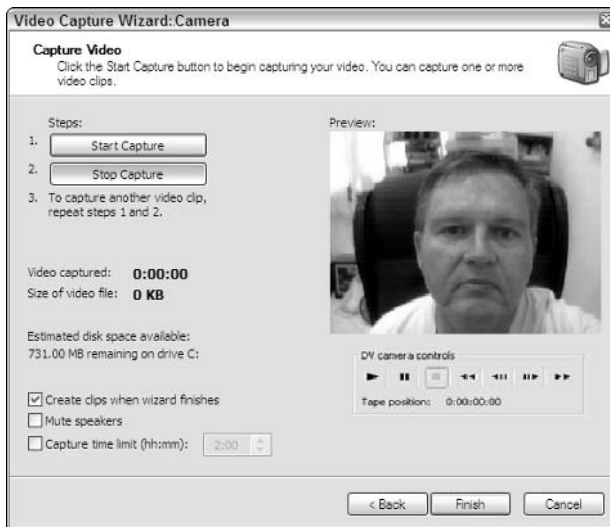 Video Capture Wizard:Camera
Capture Video
Click the Start Capture button to begin capturing your video. You can capture one or more
video clips.
Steps:
1. Start Capture
2. Stop Capture
3. To capture another video clip,
repeat steps 1 and 2.
Video captured: 0:00:00
Size of video file: 0 KB
Estimated disk space available:
731.00 MB remaining on drive C:
Create clips when wizard finishes
Mute speakers
Capture time limit (hh:mm): 2:00
Preview:
DV camera controls
Tape position: 0:00:00:00
< Back Finish Cancel